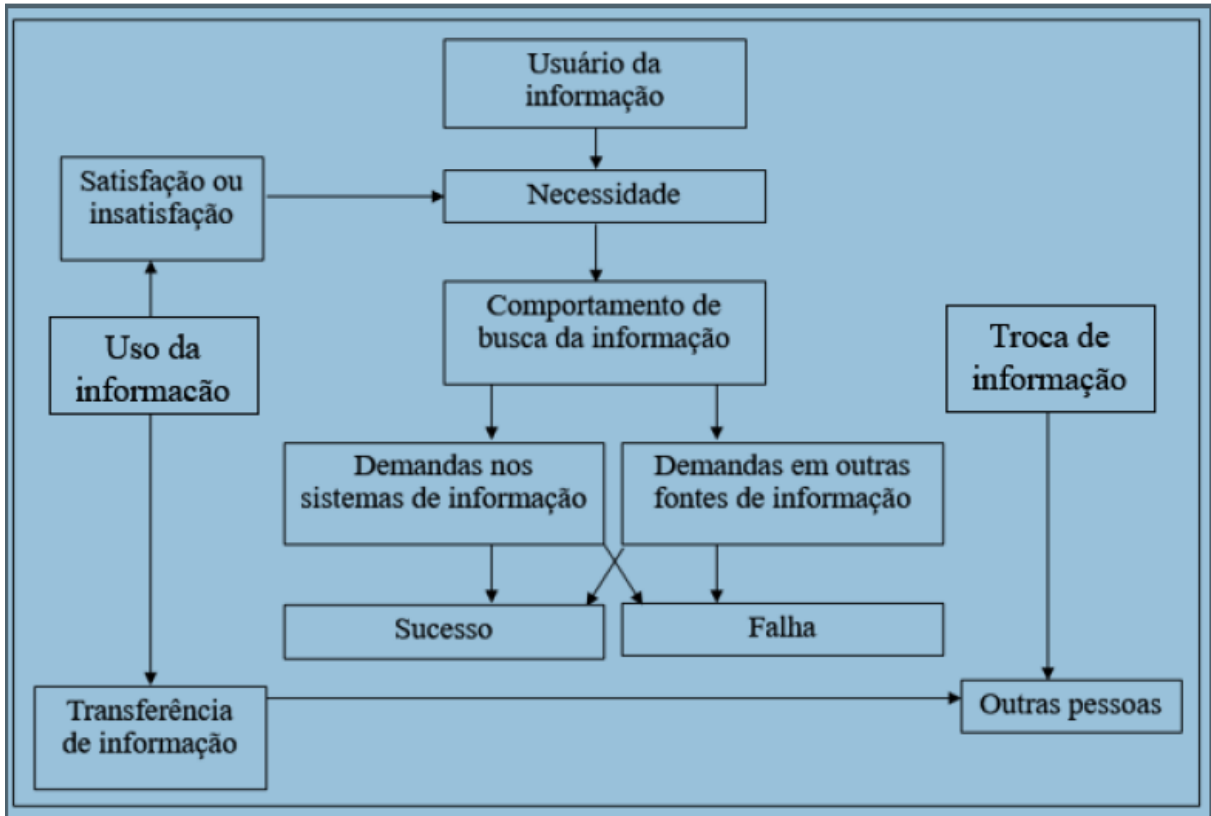 Usuário da
informação
Satisfação ou
insatisfação
Necessidade
Comportamento de
busca da informação
Uso da
informacão
Troca de
informação
Demandas nos
sistemas de informação
Demandas em outras
fontes de informação
Sucesso
Falha
Transferência
de informação
Outras pessoas